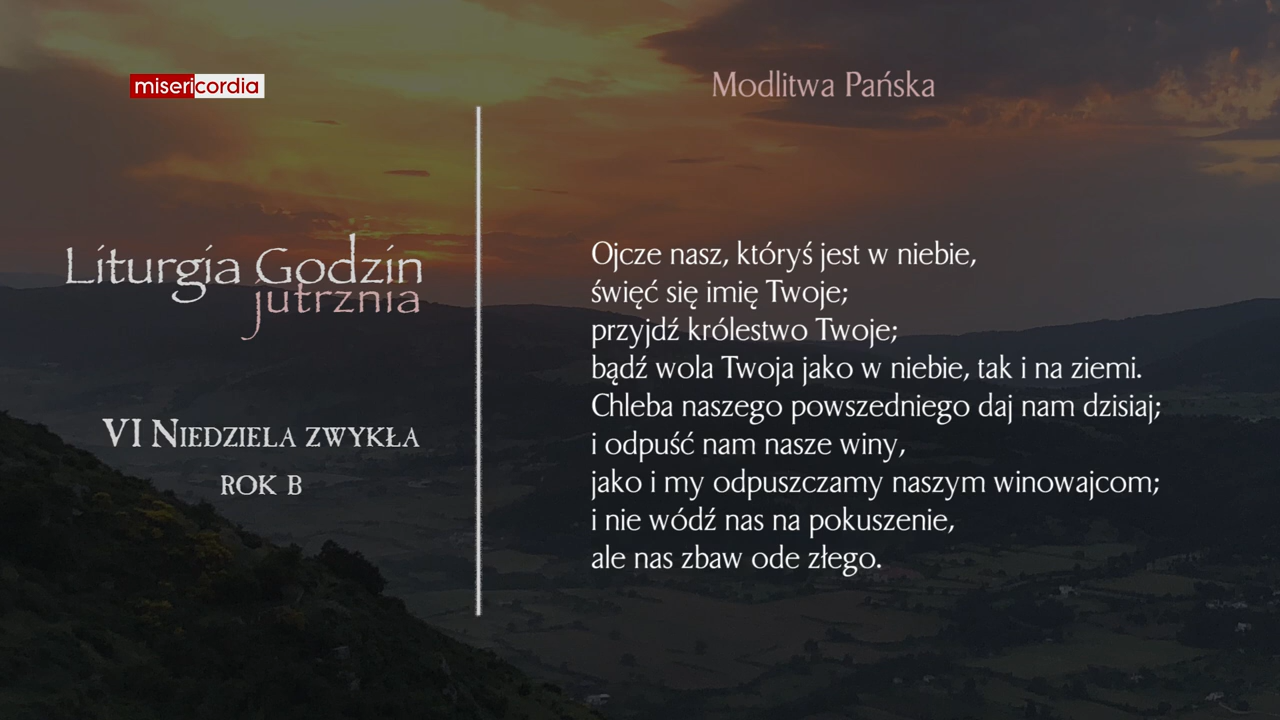 misericordia
Liturgia Godzin
jutrznia
VI Niedziela zwykła
rok B
Modlitwa Pańska
Ojcze nasz, któryś jest w niebie,
święć się imię Twoje;
przyjdź królestwo Twoje;
bądź wola Twoja jako w niebie, tak i na ziemi.
Chleba naszego powszedniego daj nam dzisiaj;
i odpuść nam nasze winy,
jako i my odpuszczamy naszym winowajcom;
i nie wódź nas na pokuszenie,
ale nas zbaw ode złego.